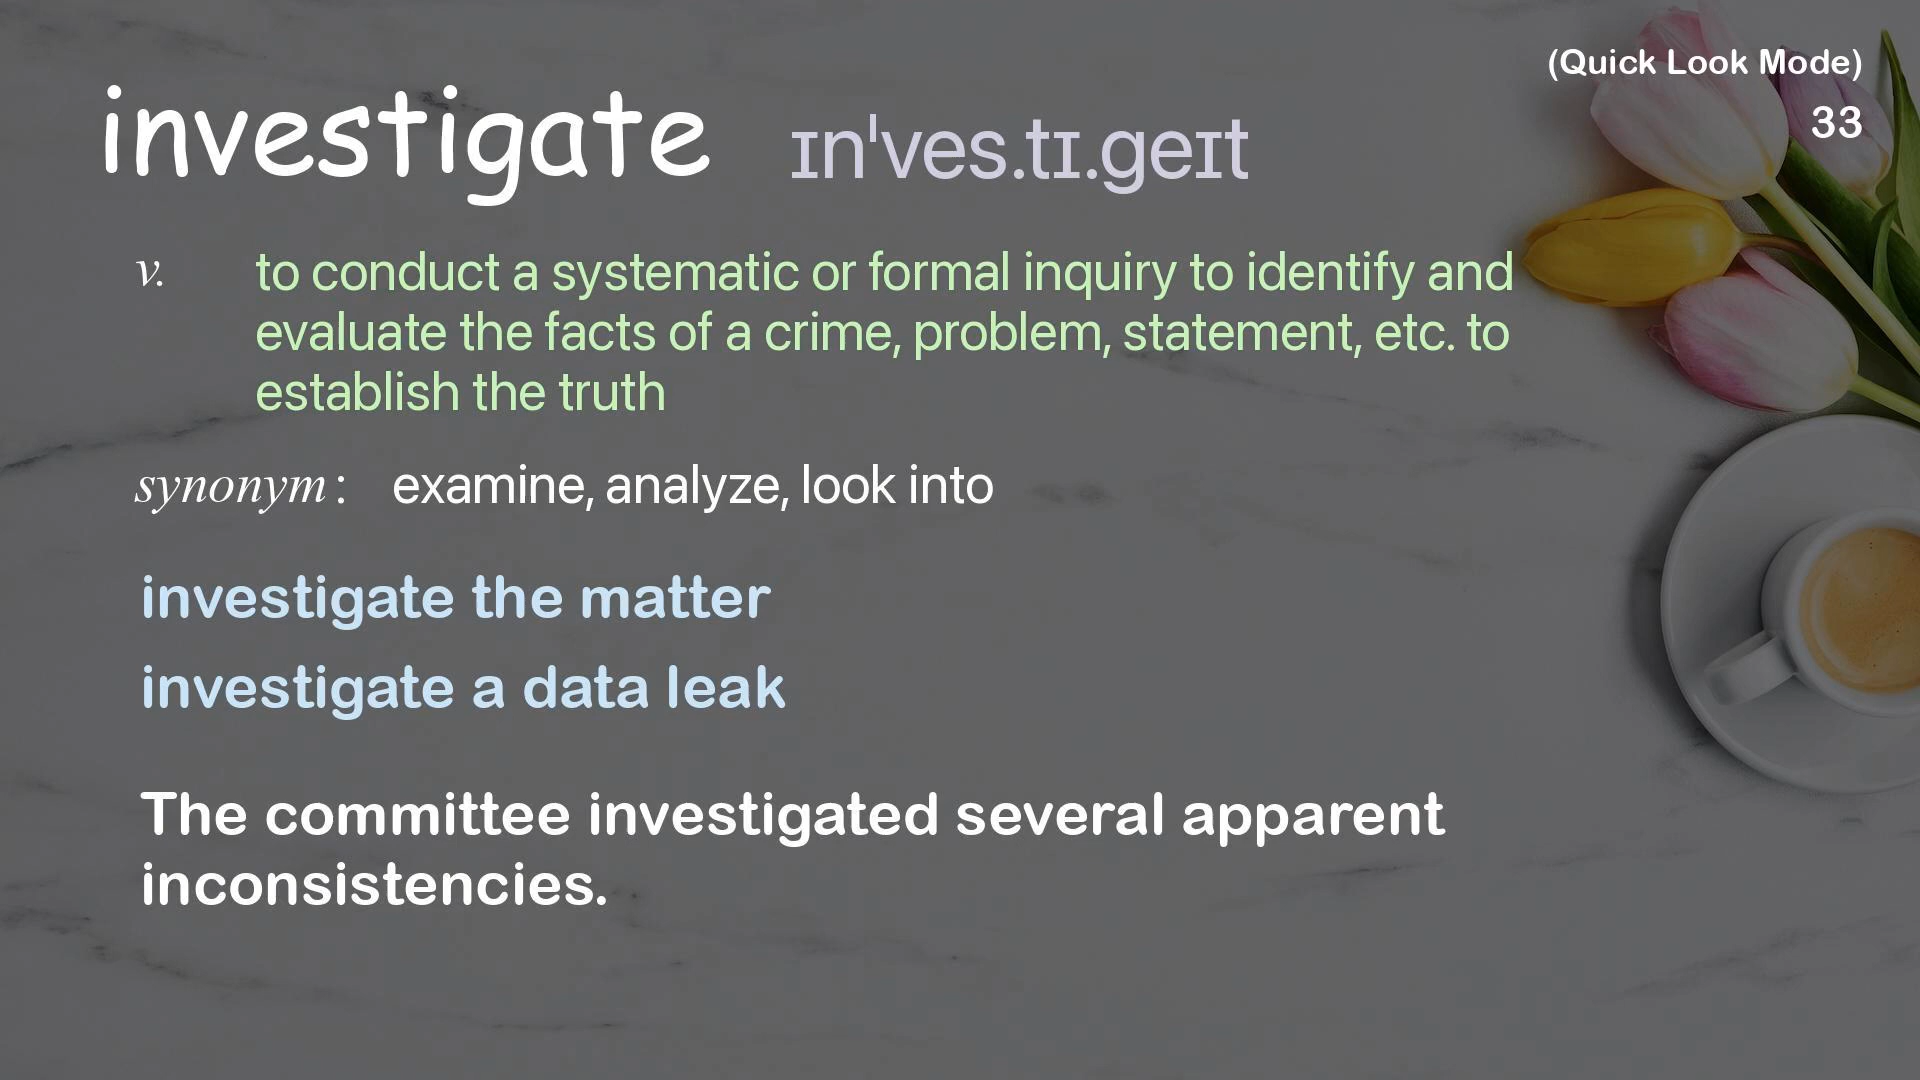 (Quick Look Mode)
33
investigate ɪnˈves.tɪ.ɡeɪt
v. to conduct a systematic or formal inquiry to identify and
evaluate the facts of a crime, problem, statement, etc. to
establish the truth
synonym: examine, analyze, look into
investigate the matter
investigate a data leak
The committee investigated several apparent
inconsistencies.